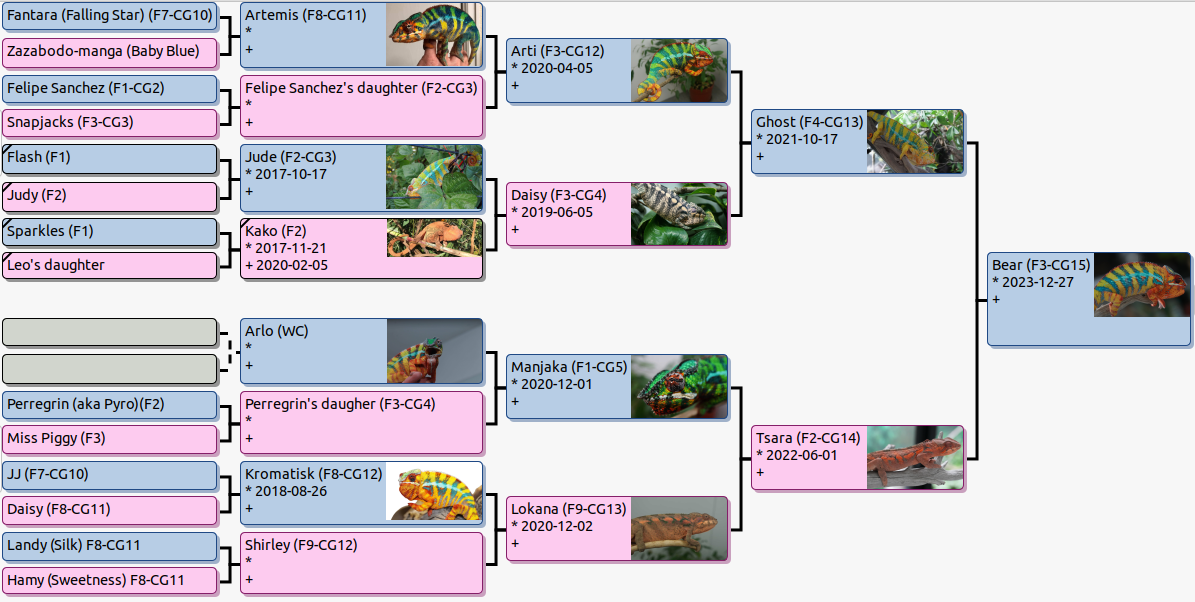 Fantara (Falling Star) (F7-CG10)
Zazabodo-manga (Baby Blue)
Felipe Sanchez (F1-CG2)
Snapjacks (F3-CG3)
Flash (F1)
Judy (F2)
Sparkles (F1)
Leo's daughter
Perregrin (aka Pyro)(F2)
Miss Piggy (F3)
JJ (F7-CG10)
Daisy (F8-CG11)
Landy (Silk) F8-CG11
Hamy (Sweetness) F8-CG11
Artemis (F8-CG11)
*
+
Felipe Sanchez's daughter (F2-CG3)
*
+
Jude (F2-CG3)
* 2017-10-17
+
Kako (F2)
* 2017-11-21
+ 2020-02-05
Arlo (WC)
*
+
Perregrin's daugher (F3-CG4)
*
+
Kromatisk (F8-CG12)
* 2018-08-26
+
Shirley (F9-CG12)
*
+
Arti (F3-CG12)
* 2020-04-05
+
Daisy (F3-CG4)
* 2019-06-05
+
Manjaka (F1-CG5)
* 2020-12-01
+
Lokana (F9-CG13)
* 2020-12-02
+
Ghost (F4-CG13)
* 2021-10-17
+
Tsara (F2-CG14)
* 2022-06-01
+
Bear (F3-CG15)
* 2023-12-27
+